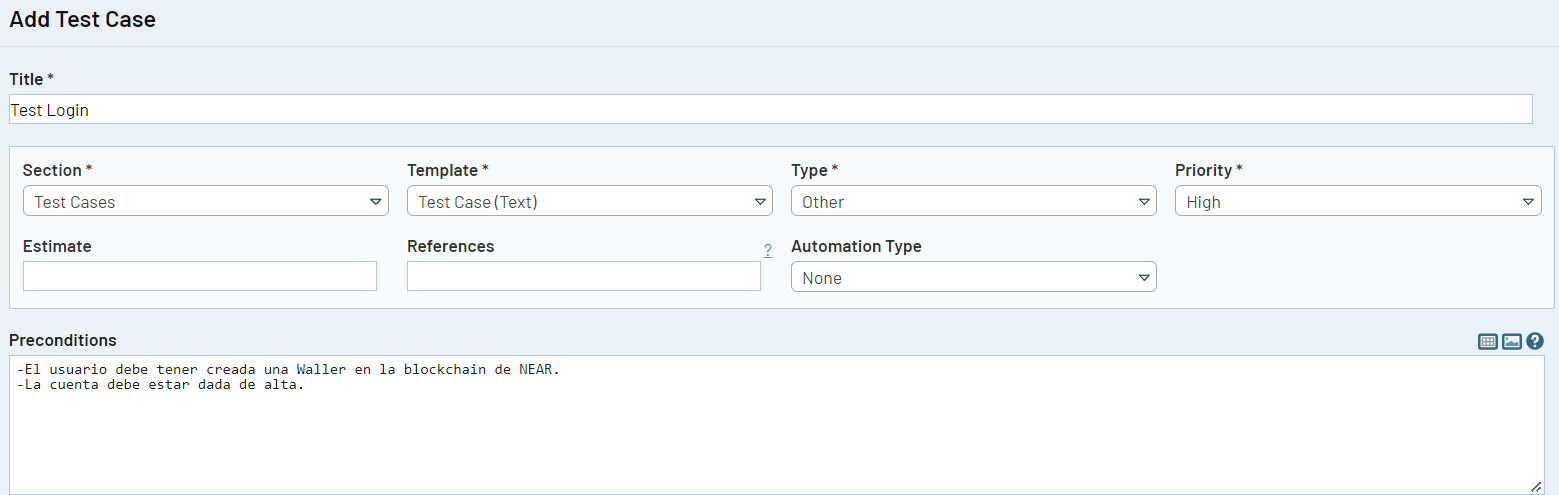 Add Test Case
Title *
Test Login
Section * Template * Type * Priority *
Test Cases Test Case (Text) Other High
Estimate References ? Automation Type
None
Preconditions ?
-El usuario debe tener creada una Waller en la blockchain de NEAR.
-La cuenta debe estar dada de alta.